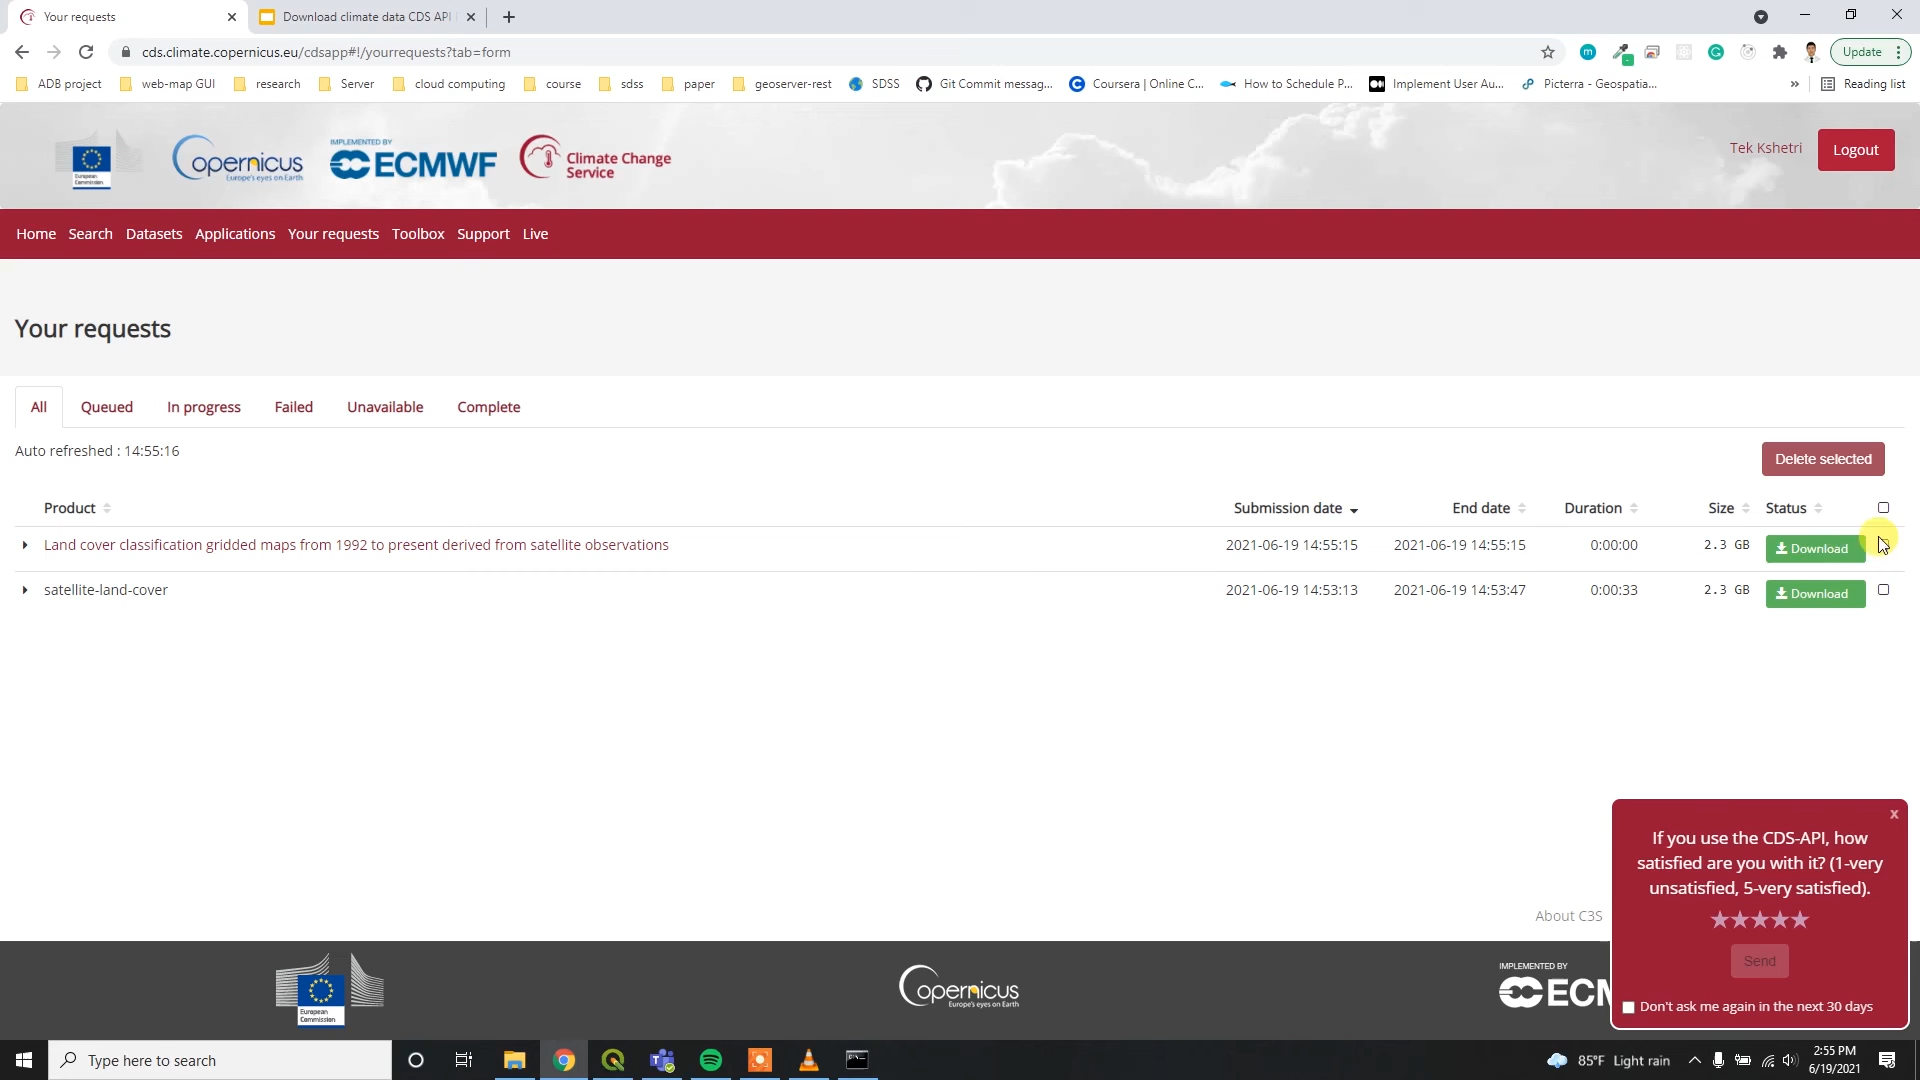 Your requests
Download climate data CDS API
cds.climate.copernicus.eu/cdsapp#!/yourrequests?tab=form
Update
ADB project
web-map GUI
research
Server
cloud computing
course
sdss
paper
geoserver-rest
SDSS
Git Commit messag...
Coursera | Online C...
How to Schedule P...
Implement User Au...
Picterra - Geospatia...
»
Reading list
European
Commission
Copernicus
Europe's eyes on Earth
IMPLEMENTED BY
ECMWF
Climate Change
Service
Tek Kshetri
Logout
Home Search Datasets Applications Your requests Toolbox Support Live
Your requests
All Queued In progress Failed Unavailable Complete
Auto refreshed : 14:55:16
Delete selected
Product Submission date End date Duration Size Status
Land cover classification gridded maps from 1992 to present derived from satellite observations 2021-06-19 14:55:15 2021-06-19 14:55:15 0:00:00 2.3 GB Download
satellite-land-cover 2021-06-19 14:53:13 2021-06-19 14:53:47 0:00:33 2.3 GB Download
x
If you use the CDS-API, how
satisfied are you with it? (1-very
unsatisfied, 5-very satisfied).
Send
Don't ask me again in the next 30 days
About C3S
European
Commission
Copernicus
Europe's eyes on Earth
IMPLEMENTED BY
ECM
Type here to search
85°F Light rain
2:55 PM
6/19/2021